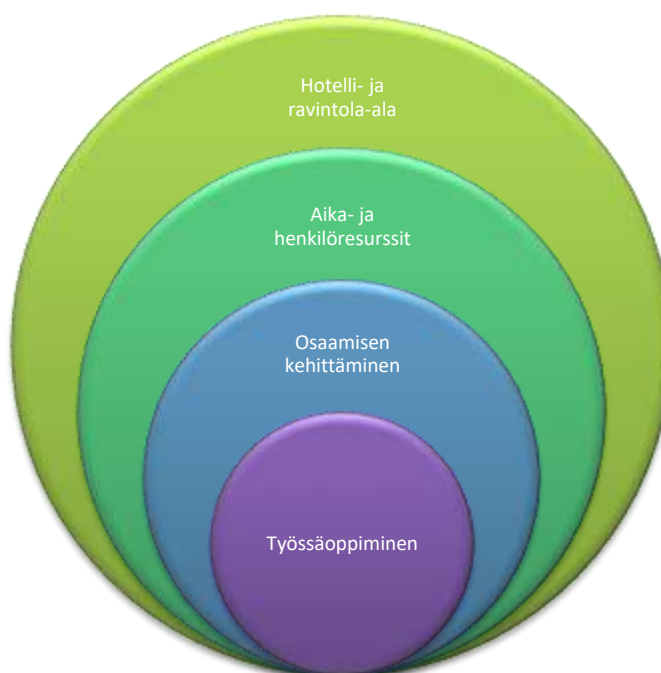 Hotelli- ja
ravintola-ala
Aika- ja
henkilöresurssit
Osaamisen
kehittäminen
Työssäoppiminen